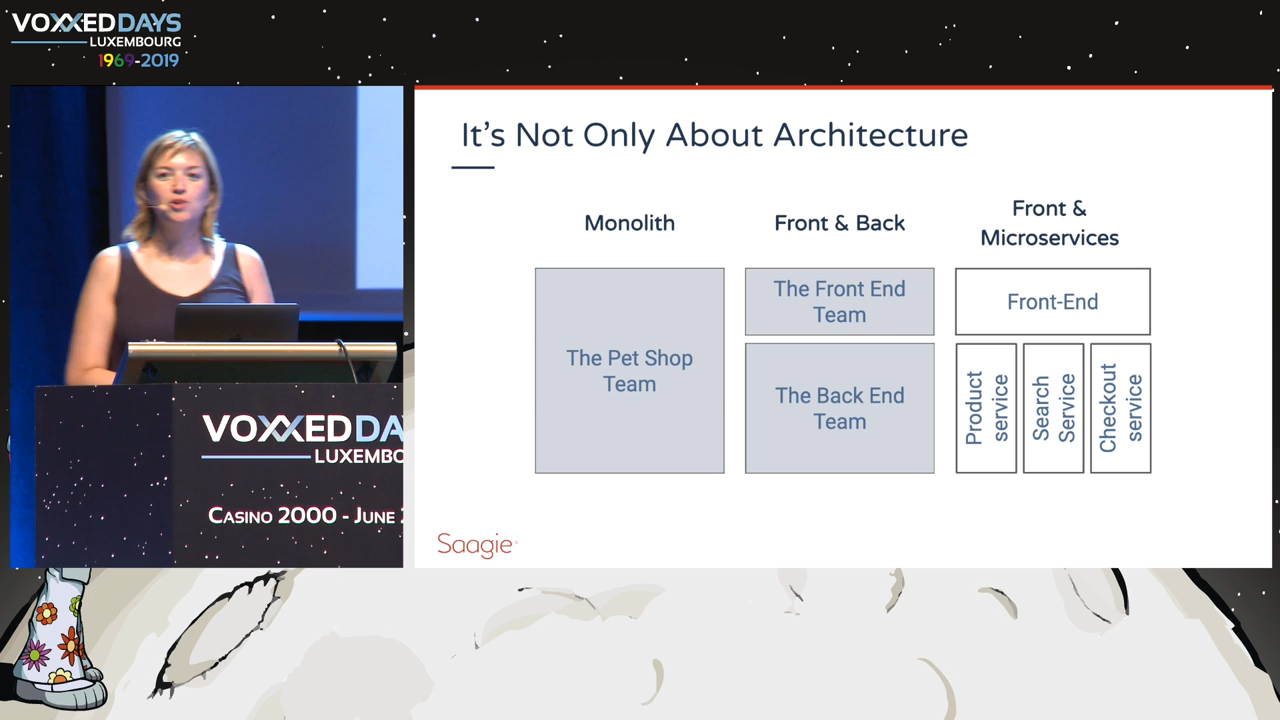 VOXXED DAYS
LUXEMBOURG
1969-2019
VOXXED DA
LUXEMBO
CASINO 2000 - JUNE
It's Not Only About Architecture
Monolith
Front & Back
Front &
Microservices
The Pet Shop
Team
The Front End
Team
The Back End
Team
Front-End
Product
service
Search
Service
Checkout
service
Saagie